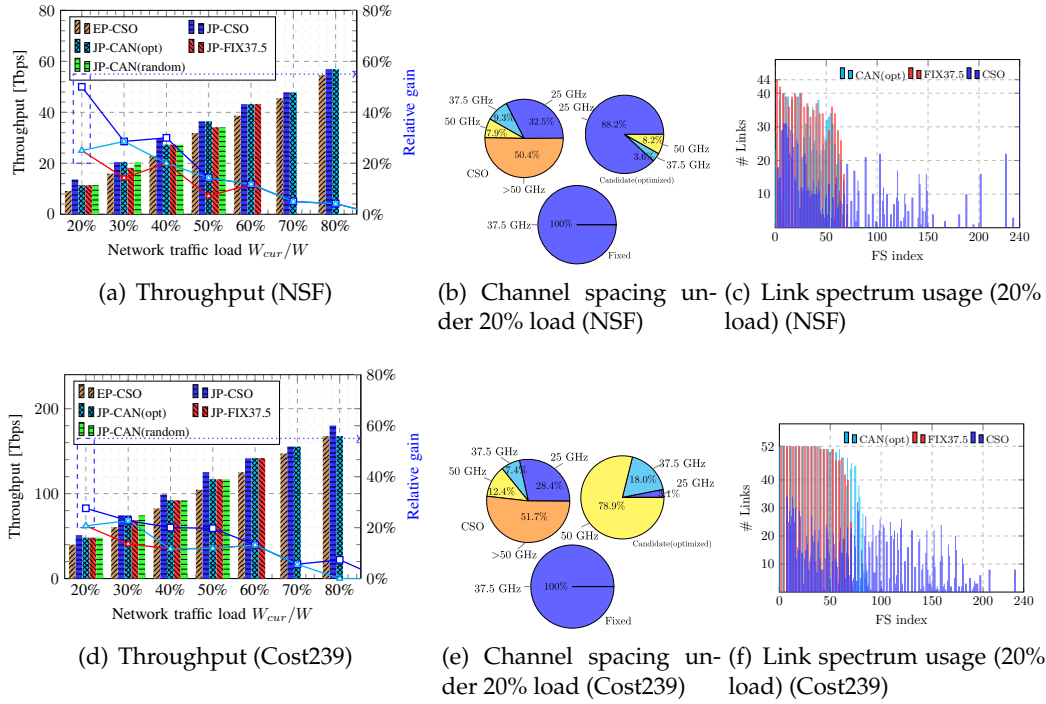 80
60
40
20
0
Throughput [Tbps]
EP-CSO
JP-CSO
JP-CAN(opt)
JP-FIX37.5
JP-CAN(random)
80%
60%
40%
20%
0%
Relative gain
20% 30% 40% 50% 60% 70% 80%
Network traffic load W_cur/W
(a) Throughput (NSF)
37.5 GHz
25 GHz
50 GHz
9.3%
32.5%
7.9%
50.4%
CSO
>50 GHz
25 GHz
88.2%
8.2%
3.6%
50 GHz
37.5 GHz
Candidate(optimized)
37.5 GHz
100%
Fixed
(b) Channel spacing un-
der 20% load (NSF)
CAN(opt) FIX37.5 CSO
44
40
30
20
10
# Links
0 50 100 150 200 240
FS index
(c) Link spectrum usage (20%
load) (NSF)
200
100
0
Throughput [Tbps]
EP-CSO
JP-CSO
JP-CAN(opt)
JP-FIX37.5
JP-CAN(random)
80%
60%
40%
20%
0%
Relative gain
20% 30% 40% 50% 60% 70% 80%
Network traffic load W_cur/W
(d) Throughput (Cost239)
37.5 GHz
25 GHz
50 GHz
7.4%
28.4%
12.4%
51.7%
CSO
>50 GHz
37.5 GHz
18.0%
25 GHz
78.9%
50 GHz
Candidate(optimized)
37.5 GHz
100%
Fixed
(e) Channel spacing un-
der 20% load (Cost239)
CAN(opt) FIX37.5 CSO
52
40
30
20
10
# Links
0 50 100 150 200 240
FS index
(f) Link spectrum usage (20%
load) (Cost239)